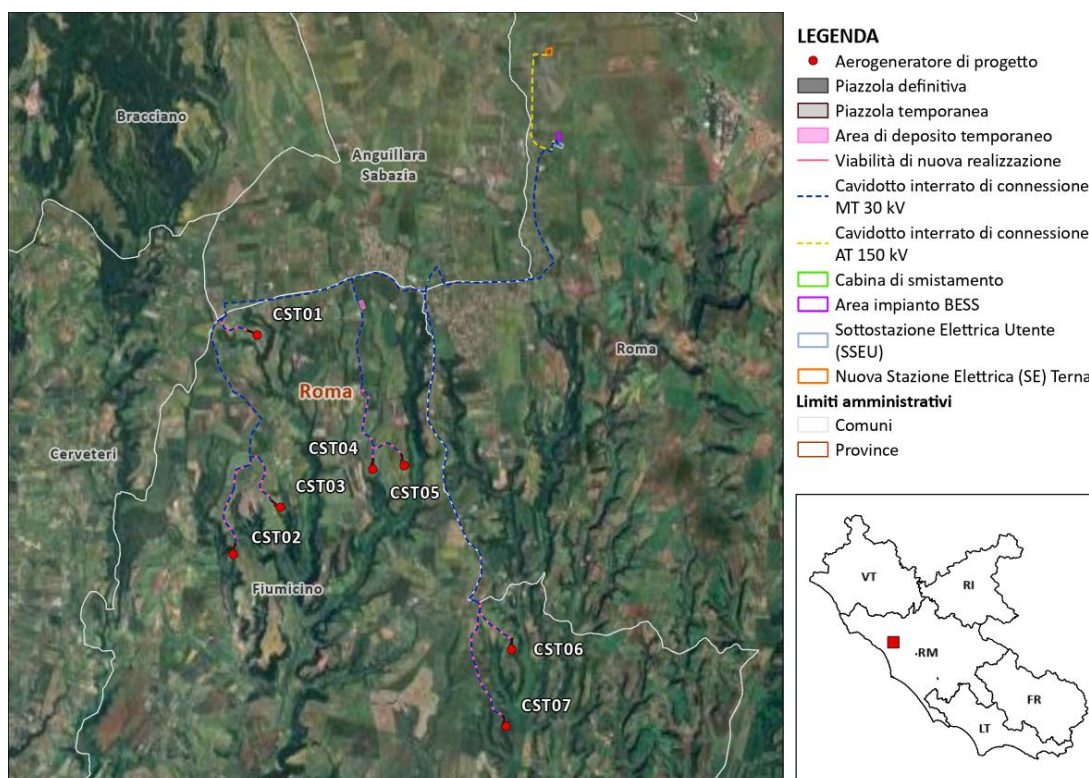 Bracciano
Anguillara
Sabazia
CST01
Roma
Roma
Cerveteri
CST04
CST05
CST03
CST02
Fiumicino
CST06
CST07
LEGENDA
Aerogeneratore di progetto
Piazzola definitiva
Piazzola temporanea
Area di deposito temporaneo
Viabilità di nuova realizzazione
Cavidotto interrato di connessione
MT 30 kV
Cavidotto interrato di connessione
AT 150 kV
Cabina di smistamento
Area impianto BESS
Sottostazione Elettrica Utente
(SSEU)
Nuova Stazione Elettrica (SE) Terna
Limiti amministrativi
Comuni
Province
VT
RI
RM
FR
LT